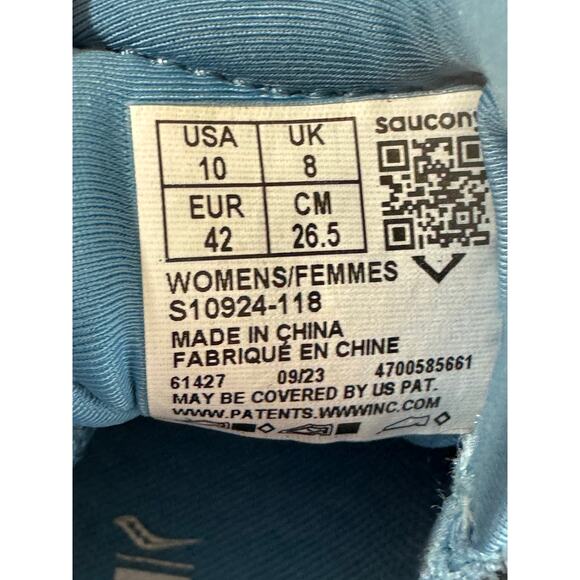 USA UK saucony
10 8
EUR CM
42 26.5
WOMENS/FEMMES
S10924-118
MADE IN CHINA
FABRIQUÉ EN CHINE
61427 09/23 4700585661
MAY BE COVERED BY US PAT.
WWW.PATENTS.WWWINC.COM